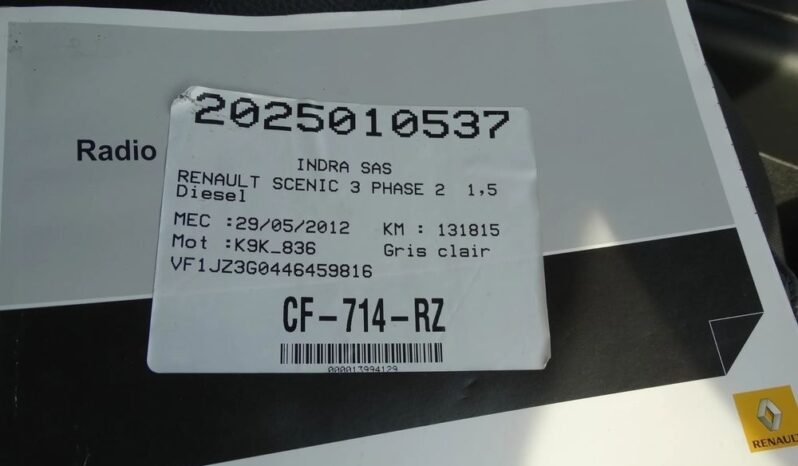 2025010537
Radio
INDRA SAS
RENAULT SCENIC 3 PHASE 2 1,5
Diesel
MEC :29/05/2012 KM : 131815
Mot :K9K_836 Gris clair
VF1JZ3G0446459816
CF-714-RZ
000013994129
RENAULT